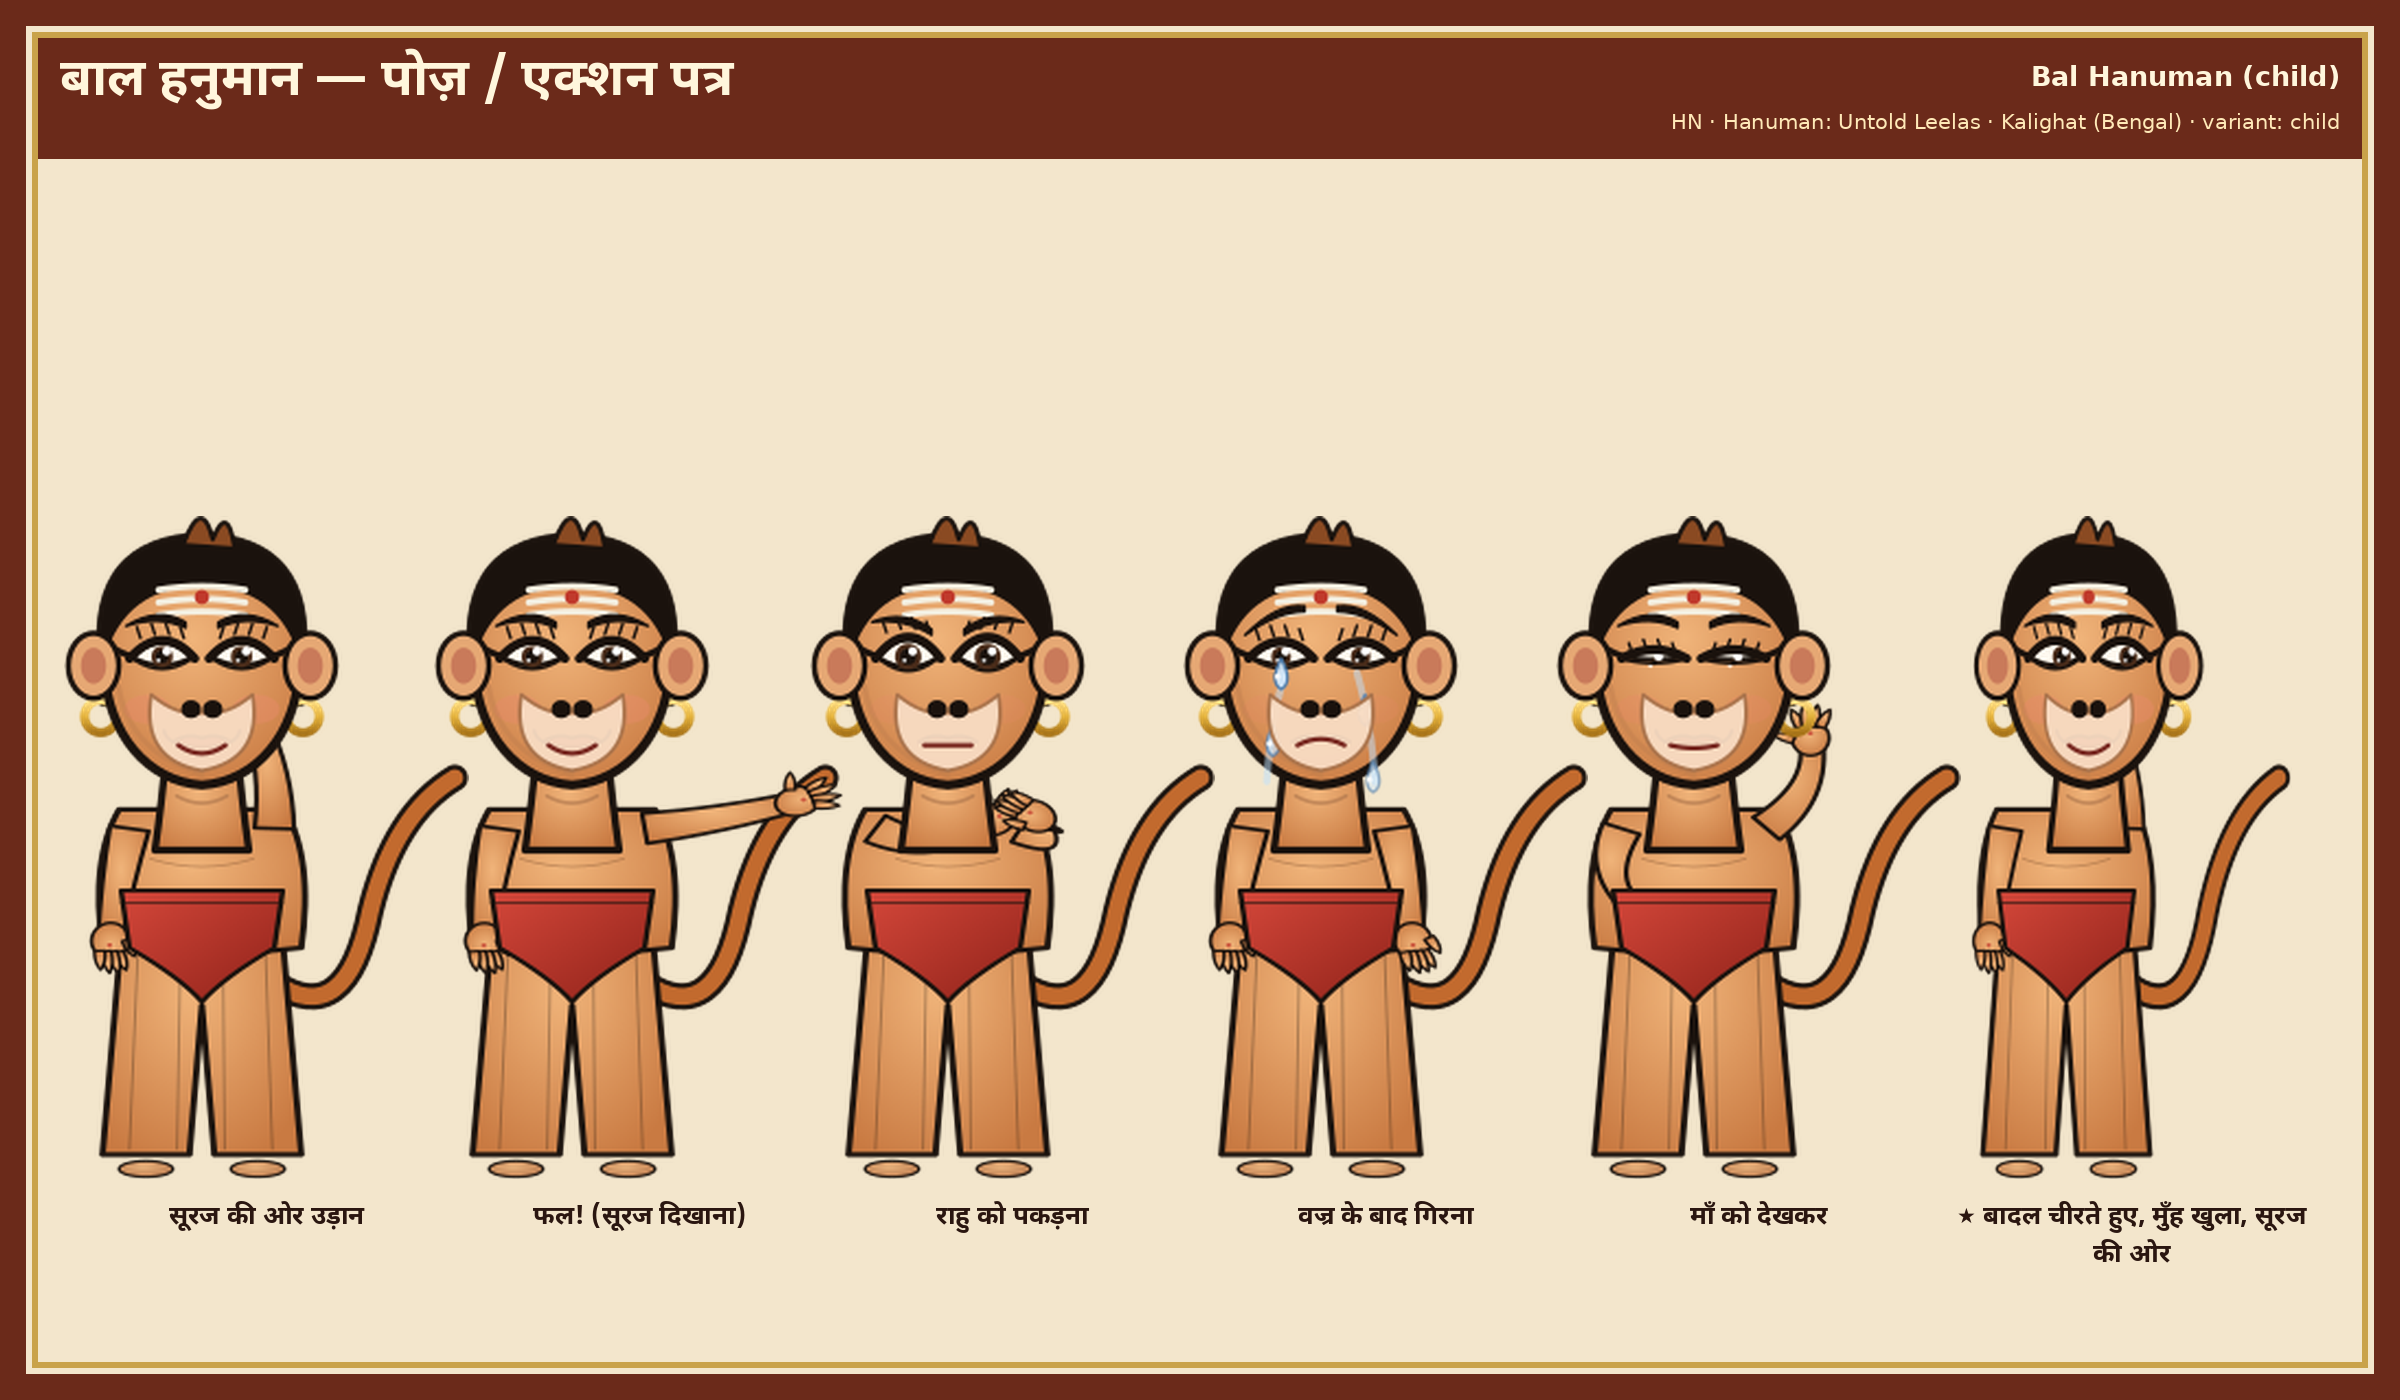 बाल हनुमान — पोज़ / एक्शन पत्र
Bal Hanuman (child)
HN · Hanuman: Untold Leelas · Kalighat (Bengal) · variant: child
सूरज की ओर उड़ान
फल! (सूरज दिखाना)
राहु को पकड़ना
वज्र के बाद गिरना
माँ को देखकर
★ बादल चीरते हुए, मुँह खुला, सूरज
की ओर